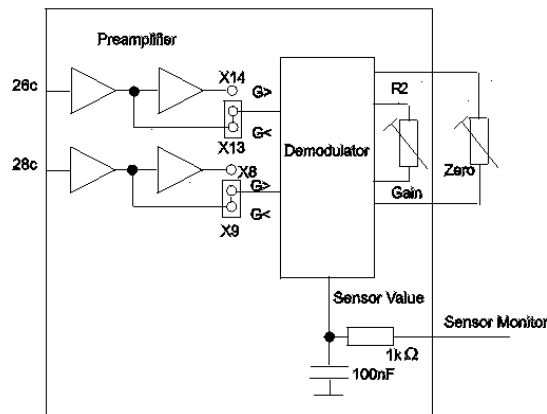 Preamplifier
26c
X14
G>
G<
X13
28c
X8
G>
G<
X9
Demodulator
R2
Gain
Zero
Sensor Value
Sensor Monitor
1kΩ
100nF